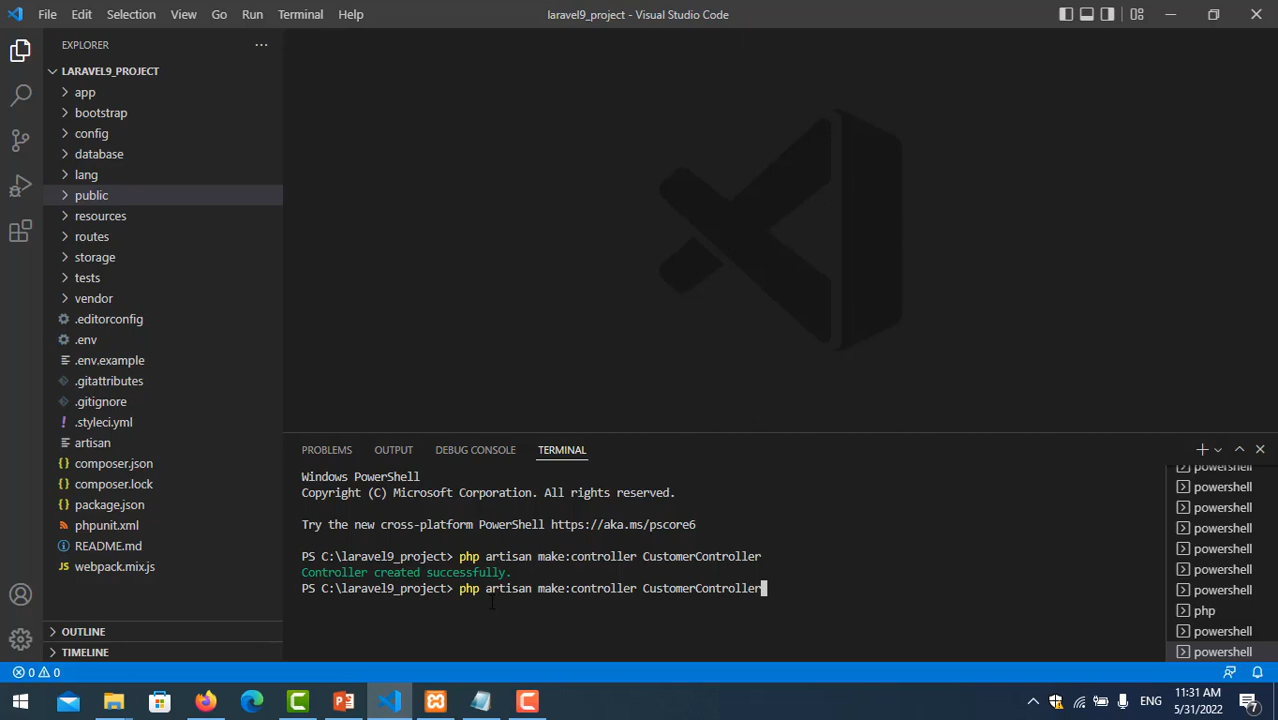 File Edit Selection View Go Run Terminal Help
laravel9_project - Visual Studio Code
EXPLORER
LARAVEL9_PROJECT
app
bootstrap
config
database
lang
public
resources
routes
storage
tests
vendor
.editorconfig
.env
.env.example
.gitattributes
.gitignore
.styleci.yml
artisan
composer.json
composer.lock
package.json
phpunit.xml
README.md
webpack.mix.js
OUTLINE
TIMELINE
PROBLEMS OUTPUT DEBUG CONSOLE TERMINAL
Windows PowerShell
Copyright (C) Microsoft Corporation. All rights reserved.
Try the new cross-platform PowerShell https://aka.ms/pscore6
PS C:\laravel9_project> php artisan make:controller CustomerController
Controller created successfully.
PS C:\laravel9_project> php artisan make:controller CustomerController
powershell
powershell
powershell
powershell
powershell
powershell
powershell
php
powershell
powershell
0 0
ENG
11:31 AM
5/31/2022
7